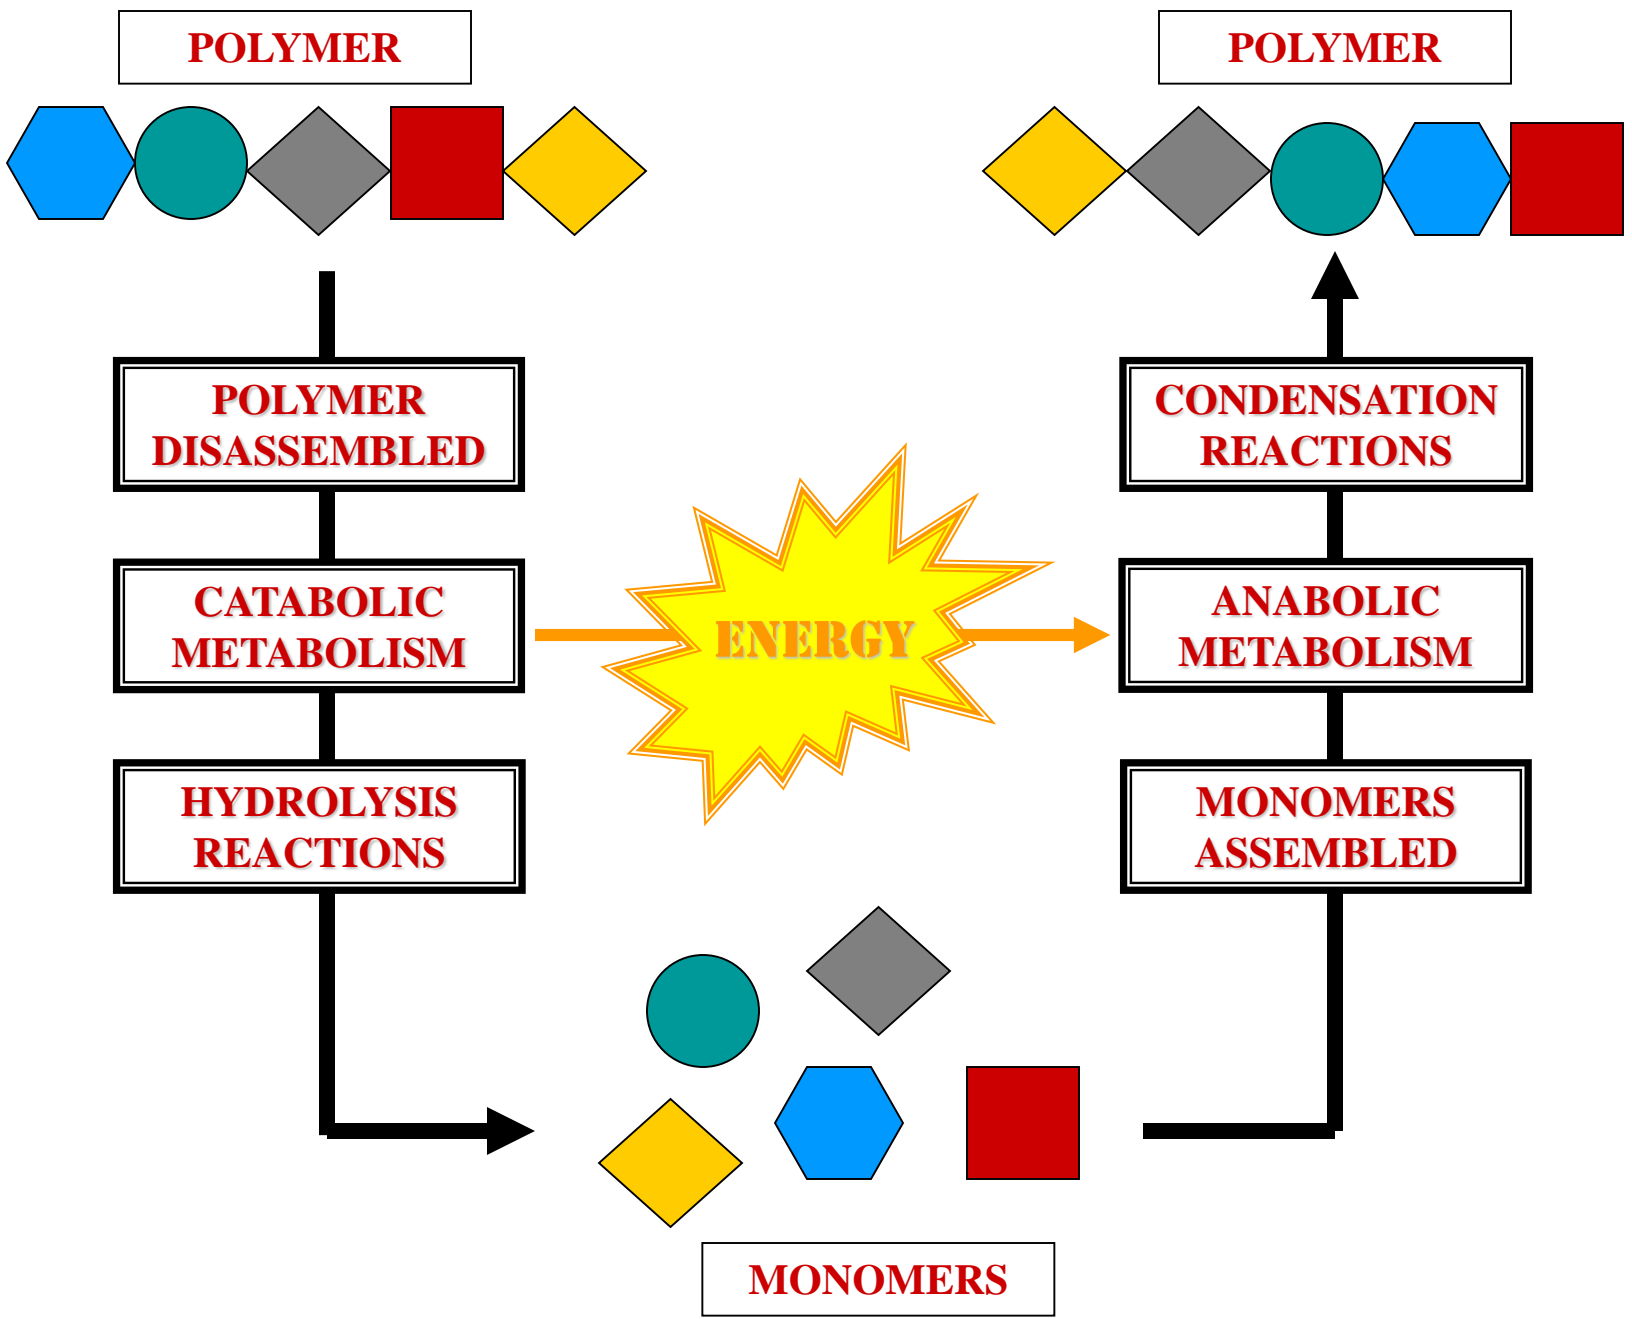 POLYMER
POLYMER
POLYMER
DISASSEMBLED
CATABOLIC
METABOLISM
HYDROLYSIS
REACTIONS
ENERGY
CONDENSATION
REACTIONS
ANABOLIC
METABOLISM
MONOMERS
ASSEMBLED
MONOMERS